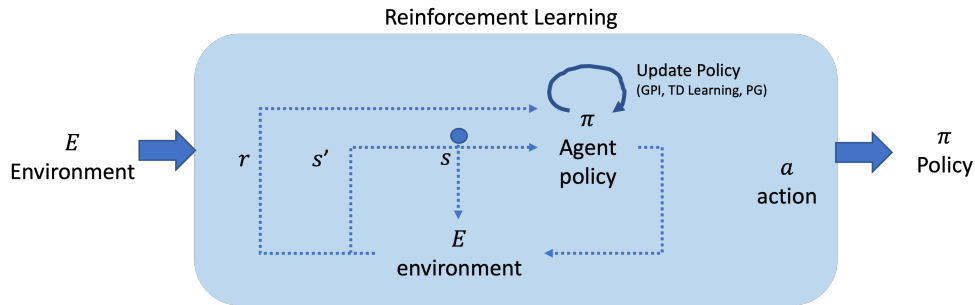 Reinforcement Learning
Update Policy
(GPI, TD Learning, PG)
E
Environment
r
s′
s
π
Agent
policy
a
action
π
Policy
E
environment